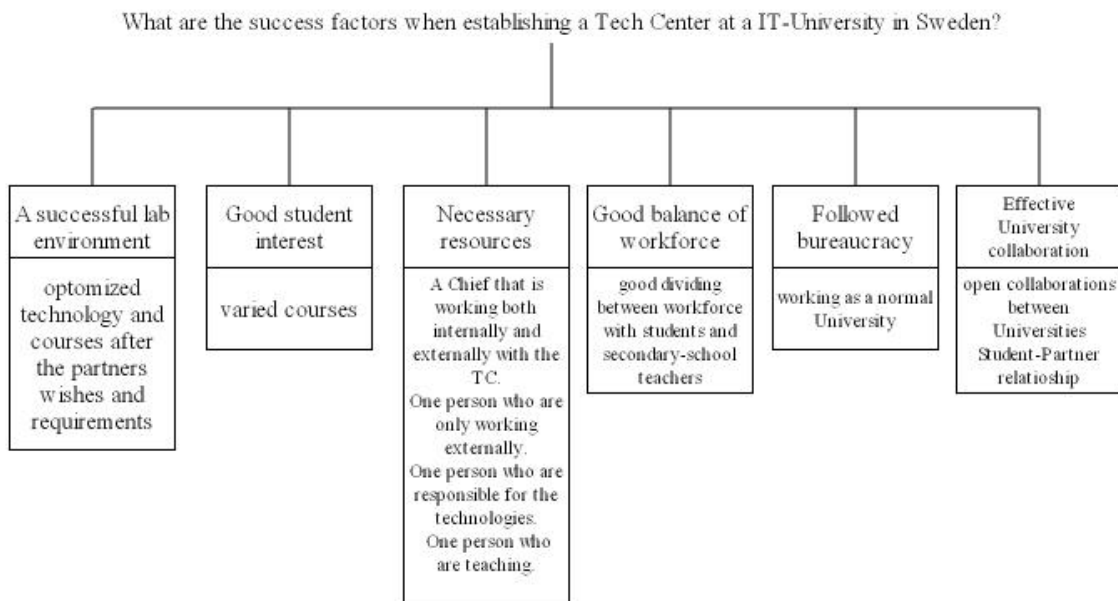 What are the success factors when establishing a Tech Center at a IT-University in Sweden?
A successful lab
environment
optomized
technology and
courses after
the partners
wishes and
requirements
Good student
interest
varied courses
Necessary
resources
A Chief that is
working both
internally and
externally with the
TC.
One person who are
only working
externally.
One person who are
responsible for the
technologies.
One person who
are teaching.
Good balance of
workforce
good dividing
between workforce
with students and
secondary-school
teachers
Followed
bureaucracy
working as a normal
University
Effective
University
collaboration
open collaborations
between
Universities
Student-Partner
relatioship